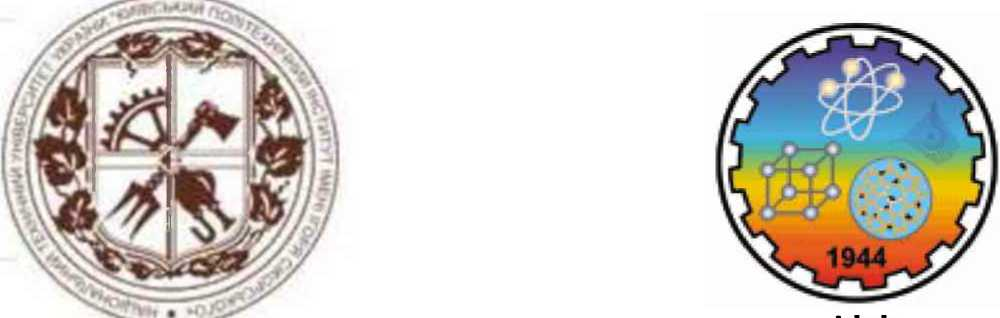 НАЦІОНАЛЬНИЙ ТЕХНІЧНИЙ УНІВЕРСИТЕТ УКРАЇНИ "КИЇВСЬКИЙ ПОЛІТЕХНІЧНИЙ ІНСТИТУТ ІМЕНІ ІГОРЯ СІКОРСЬКОГО"
1944